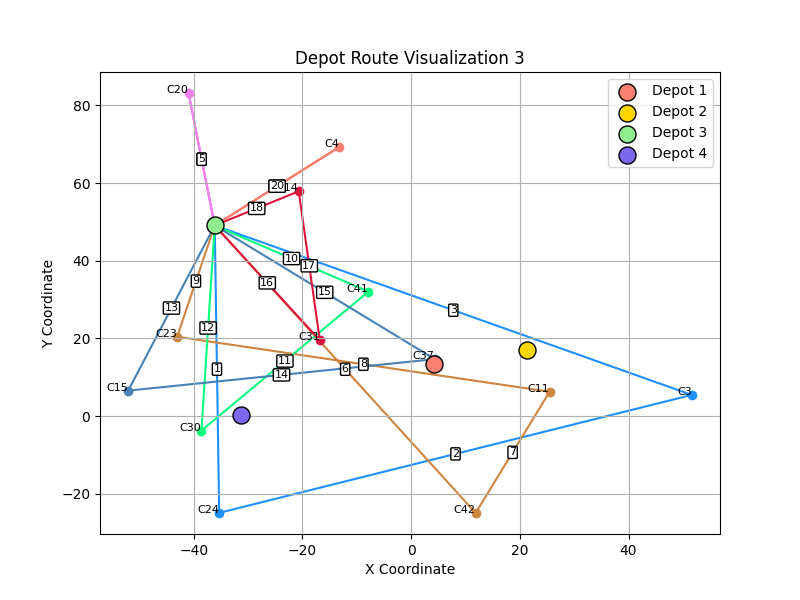 Depot Route Visualization 3
Depot 1
Depot 2
Depot 3
Depot 4
Y Coordinate
80
60
40
20
0
−20
−40
−20
0
20
40
X Coordinate
C20
C4
5
20
14
18
10
17
9
16
15
C41
13
3
12
C23
C31
C37
11
8
1
14
6
C15
C11
C3
C30
2
7
C24
C42